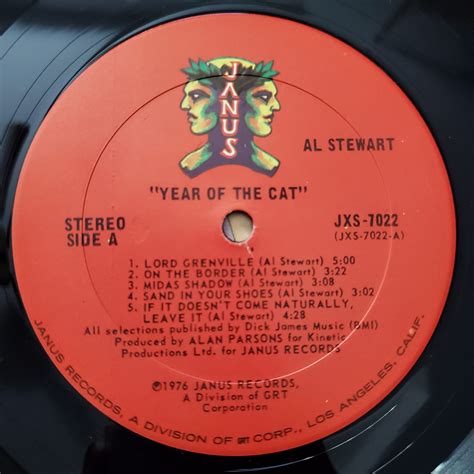 JANUS
AL STEWART
"YEAR OF THE CAT"
STEREO
SIDE A
JXS-7022
(JXS-7022-A)
1. LORD GRENVILLE (Al Stewart) 5:00
2. ON THE BORDER (Al Stewart) 3:22
3. MIDAS SHADOW (Al Stewart) 3:08
4. SAND IN YOUR SHOES (Al Stewart) 3:02
5. IF IT DOESN'T COME NATURALLY,
LEAVE IT (Al Stewart) 4:28
All selections published by Dick James Music (BMI)
Produced by ALAN PARSONS for Kinetic
Productions Ltd. for JANUS RECORDS
©1976 JANUS RECORDS,
A Division of GRT
Corporation
JANUS RECORDS, A DIVISION OF GRT CORP., LOS ANGELES, CALIF.